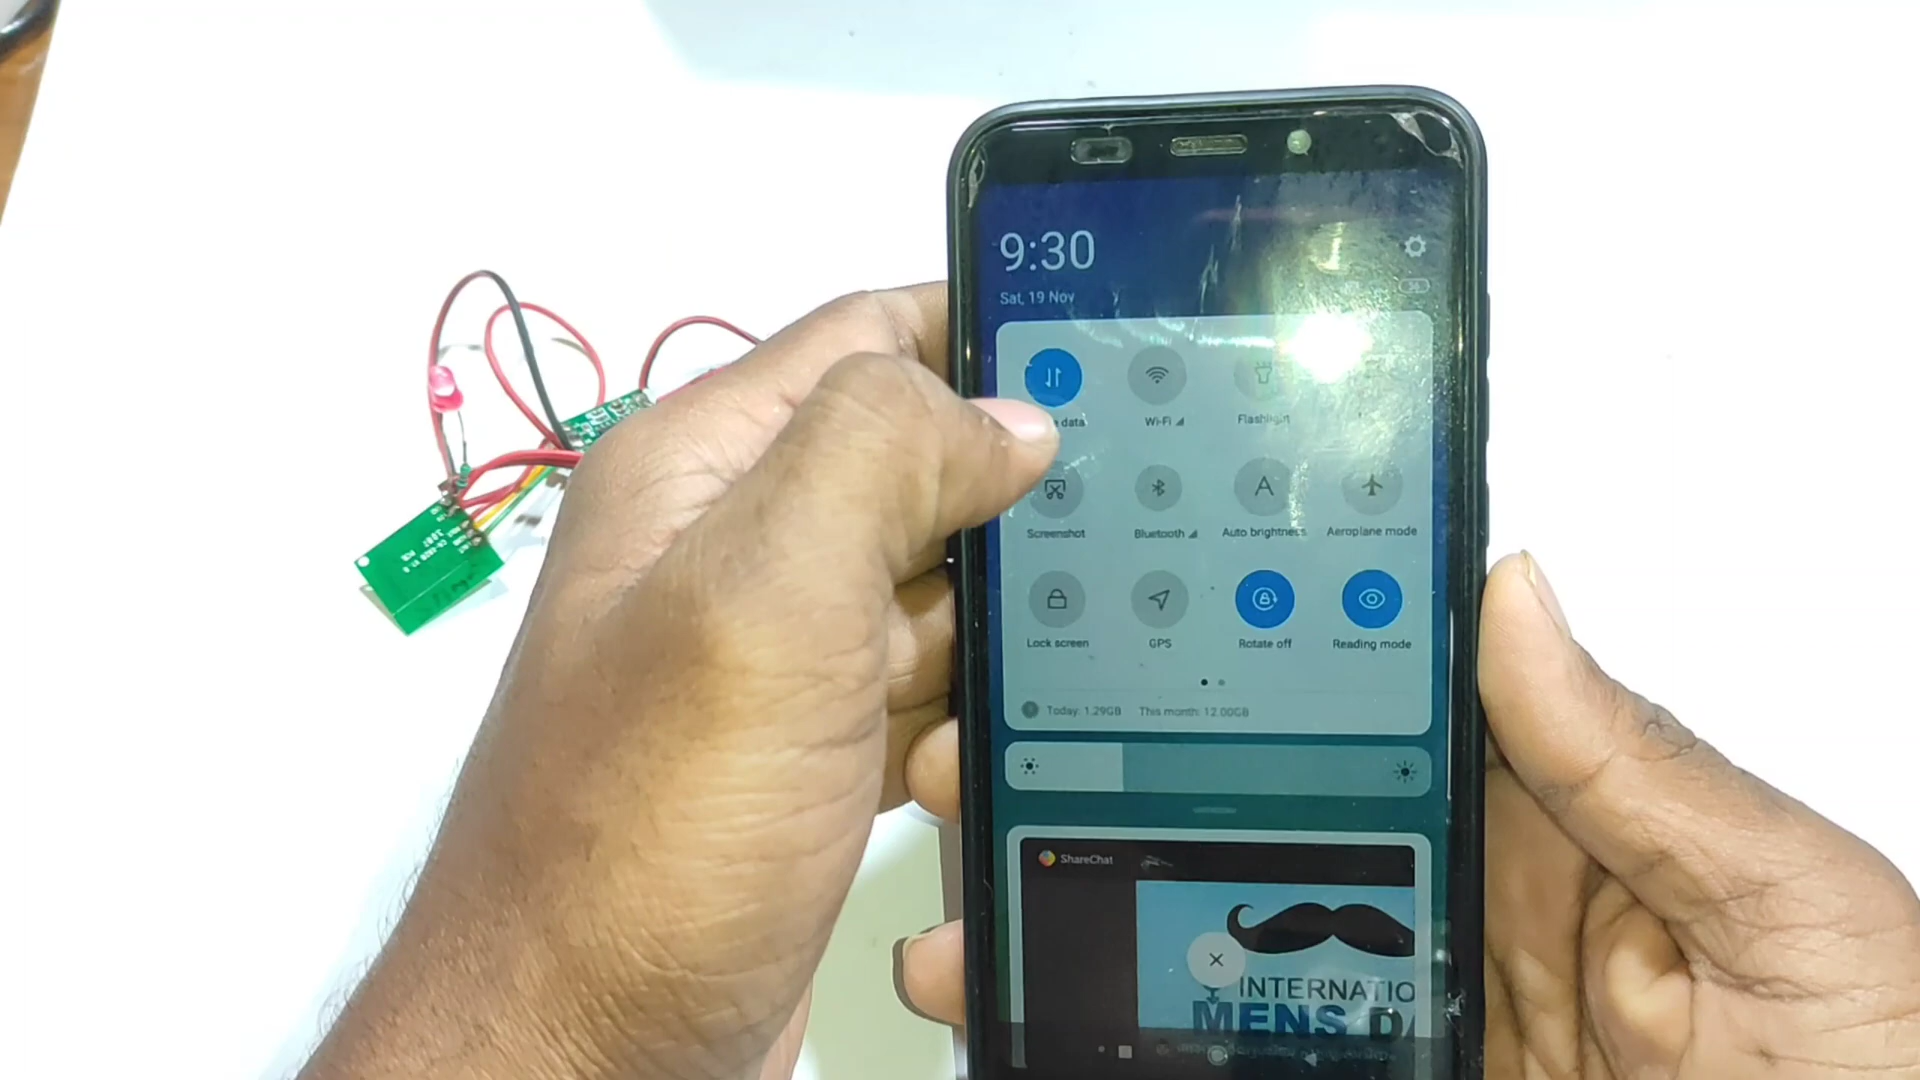 9:30
Sat, 19 Nov
data
Wi-Fi
Flashlight
Screenshot
Bluetooth
Auto brightness
Aeroplane mode
Lock screen
GPS
Rotate off
Reading mode
Today: 1.29GB This month: 12.00GB
ShareChat
INTERNATIO
MENS DA